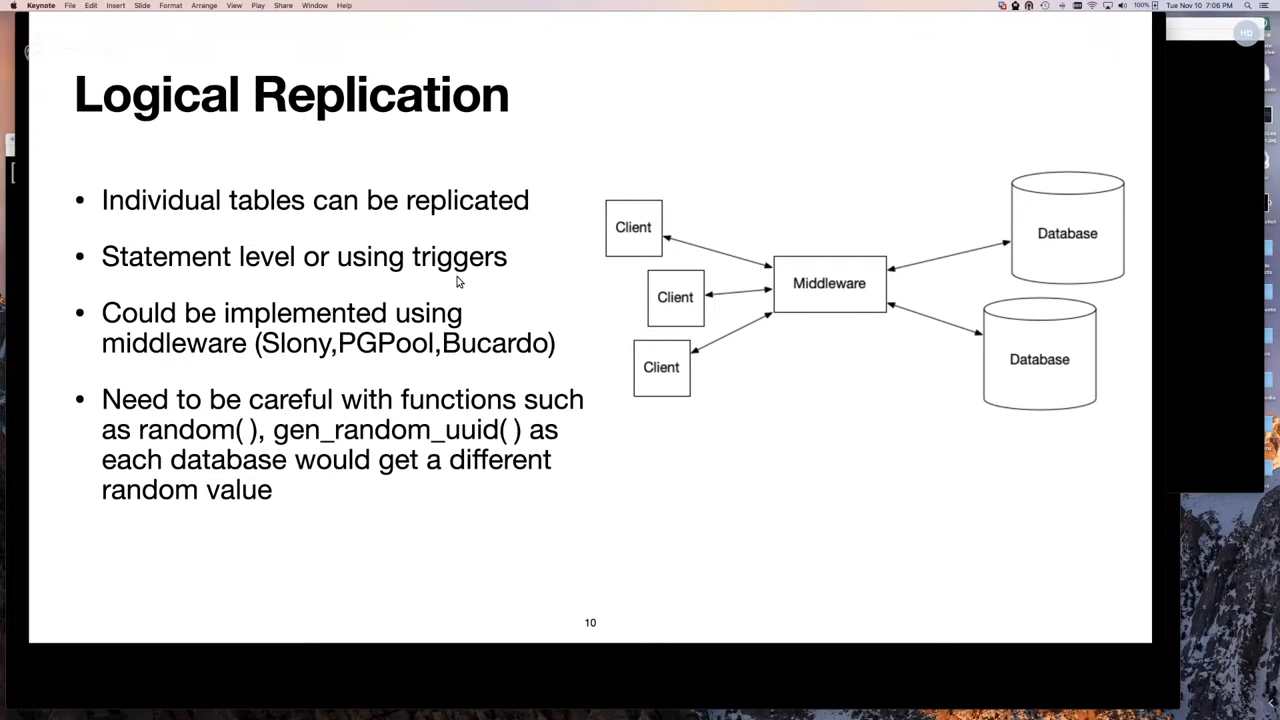 Keynote File Edit Insert Slide Format Arrange View Play Share Window Help
100% Tue Nov 10 7:06 PM
HD
Logical Replication
• Individual tables can be replicated
• Statement level or using triggers
• Could be implemented using
middleware (Slony,PGPool,Bucardo)
• Need to be careful with functions such
as random( ), gen_random_uuid( ) as
each database would get a different
random value
Client
Client
Client
Middleware
Database
Database
10